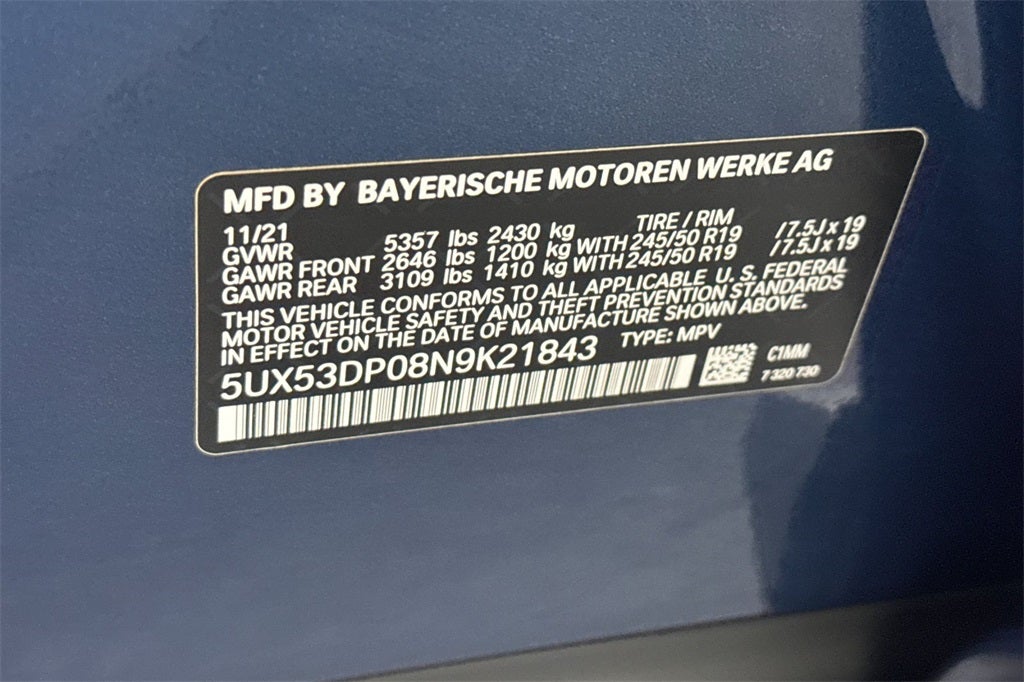 MFD BY BAYERISCHE MOTOREN WERKE AG
11/21 TIRE / RIM
GVWR 5357 lbs 2430 kg
GAWR FRONT 2646 lbs 1200 kg WITH 245/50 R19 /7.5J x 19
GAWR REAR 3109 lbs 1410 kg WITH 245/50 R19 /7.5J x 19
THIS VEHICLE CONFORMS TO ALL APPLICABLE U. S. FEDERAL
MOTOR VEHICLE SAFETY AND THEFT PREVENTION STANDARDS
IN EFFECT ON THE DATE OF MANUFACTURE SHOWN ABOVE.
5UX53DP08N9K21843 TYPE: MPV
C1MM
7 320 730